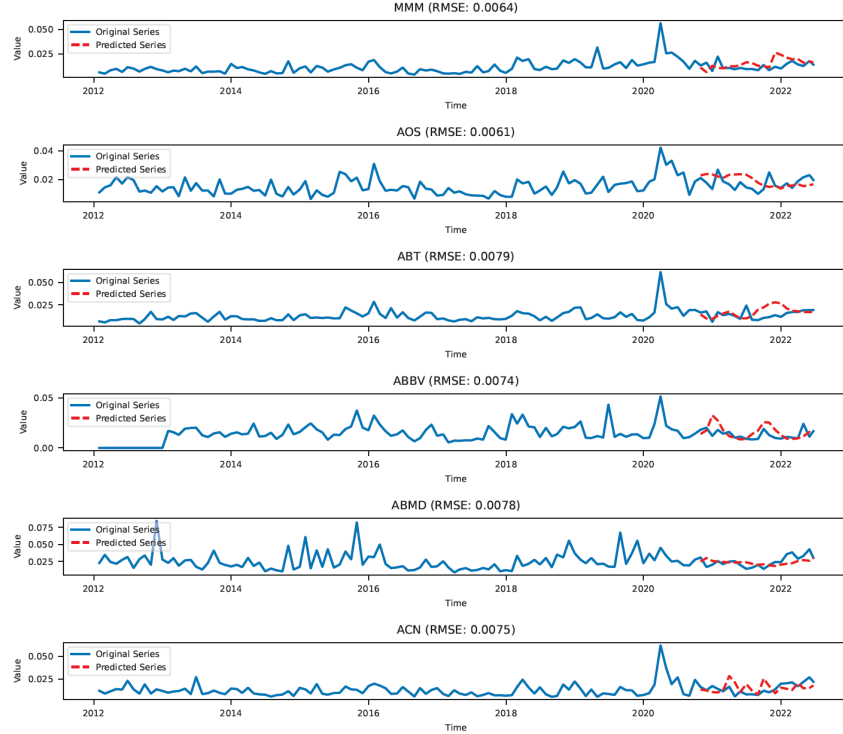 MMM (RMSE: 0.0064)
Value
0.050
0.025
Original Series
Predicted Series
2012 2014 2016 2018 2020 2022
Time
AOS (RMSE: 0.0061)
Value
0.04
0.02
Original Series
Predicted Series
2012 2014 2016 2018 2020 2022
Time
ABT (RMSE: 0.0079)
Value
0.050
0.025
Original Series
Predicted Series
2012 2014 2016 2018 2020 2022
Time
ABBV (RMSE: 0.0074)
Value
0.05
0.00
Original Series
Predicted Series
2012 2014 2016 2018 2020 2022
Time
ABMD (RMSE: 0.0078)
Value
0.075
0.050
0.025
Original Series
Predicted Series
2012 2014 2016 2018 2020 2022
Time
ACN (RMSE: 0.0075)
Value
0.050
0.025
Original Series
Predicted Series
2012 2014 2016 2018 2020 2022
Time